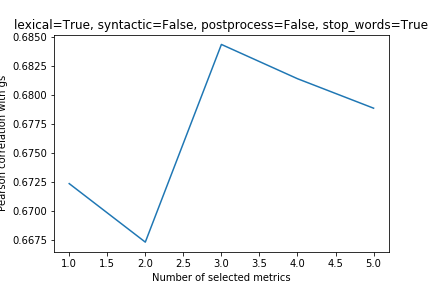 lexical=True, syntactic=False, postprocess=False, stop_words=True
Pearson correlation with gs
0.6850
0.6825
0.6800
0.6775
0.6750
0.6725
0.6700
0.6675
1.0 1.5 2.0 2.5 3.0 3.5 4.0 4.5 5.0
Number of selected metrics